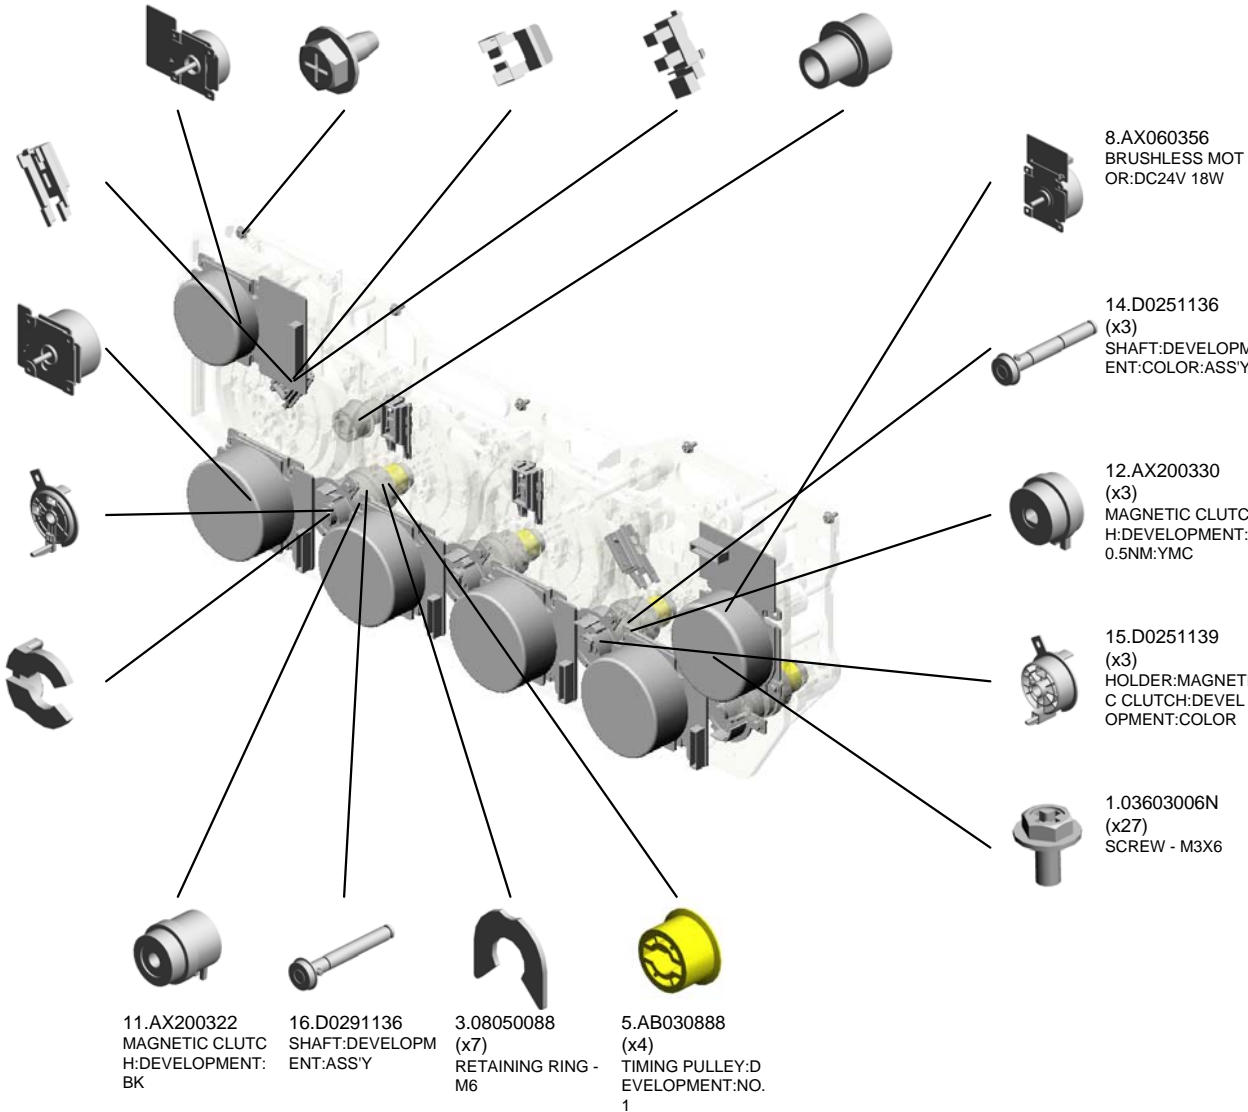 8.AX060356
BRUSHLESS MOT
OR:DC24V 18W
14.D0251136
(x3)
SHAFT:DEVELOPM
ENT:COLOR:ASS'Y
12.AX200330
(x3)
MAGNETIC CLUTC
H:DEVELOPMENT:
0.5NM:YMC
15.D0251139
(x3)
HOLDER:MAGNETI
C CLUTCH:DEVEL
OPMENT:COLOR
1.03603006N
(x27)
SCREW - M3X6
11.AX200322
MAGNETIC CLUTC
H:DEVELOPMENT:
BK
16.D0291136
SHAFT:DEVELOPM
ENT:ASS'Y
3.08050088
(x7)
RETAINING RING -
M6
5.AB030888
(x4)
TIMING PULLEY:D
EVELOPMENT:NO.
1